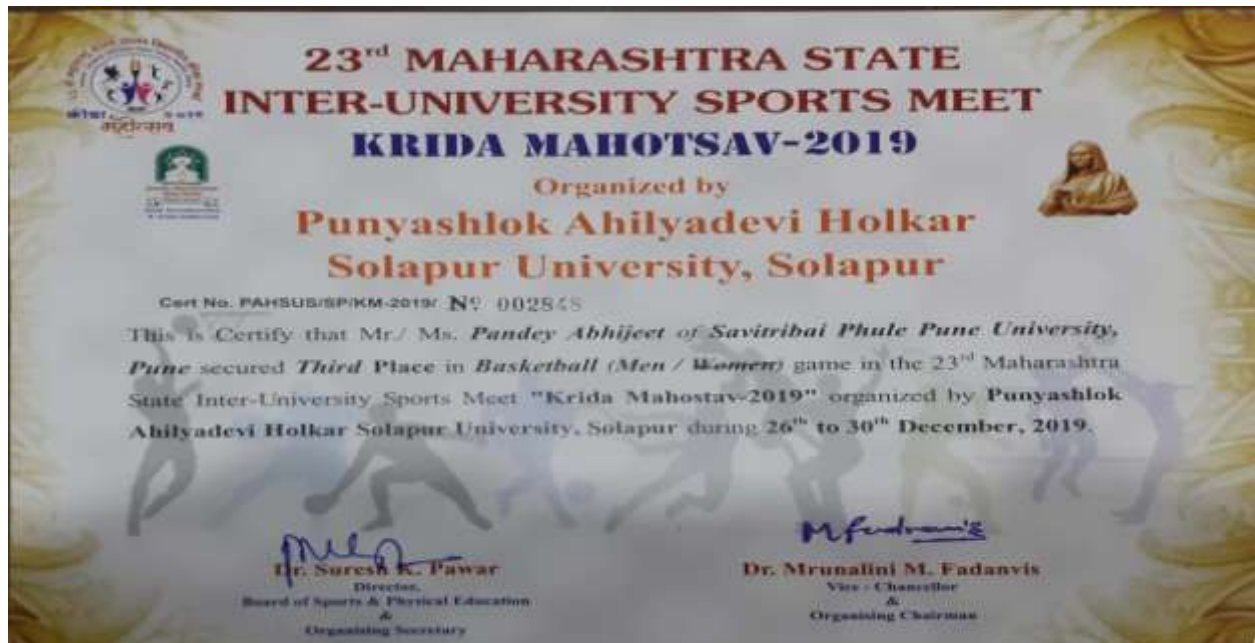 23rd MAHARASHTRA STATE
INTER-UNIVERSITY SPORTS MEET
KRIDA MAHOTSAV-2019
क्रीडा २०१९
महोत्सव
Organized by
Punyashlok Ahilyadevi Holkar
Solapur University, Solapur
Cert No. PAHSUS/SP/KM-2019/ Nº 002848
This is Certify that Mr./ Ms. Pandey Abhijeet of Savitribai Phule Pune University,
Pune secured Third Place in Basketball (Men / Women) game in the 23rd Maharashtra
State Inter-University Sports Meet "Krida Mahostav-2019" organized by Punyashlok
Ahilyadevi Holkar Solapur University, Solapur during 26th to 30th December, 2019.
Dr. Suresh K. Pawar
Director,
Board of Sports & Physical Education
&
Organising Secretary
M Fadnavis
Dr. Mrunalini M. Fadanvis
Vice - Chancellor
&
Organising Chairman